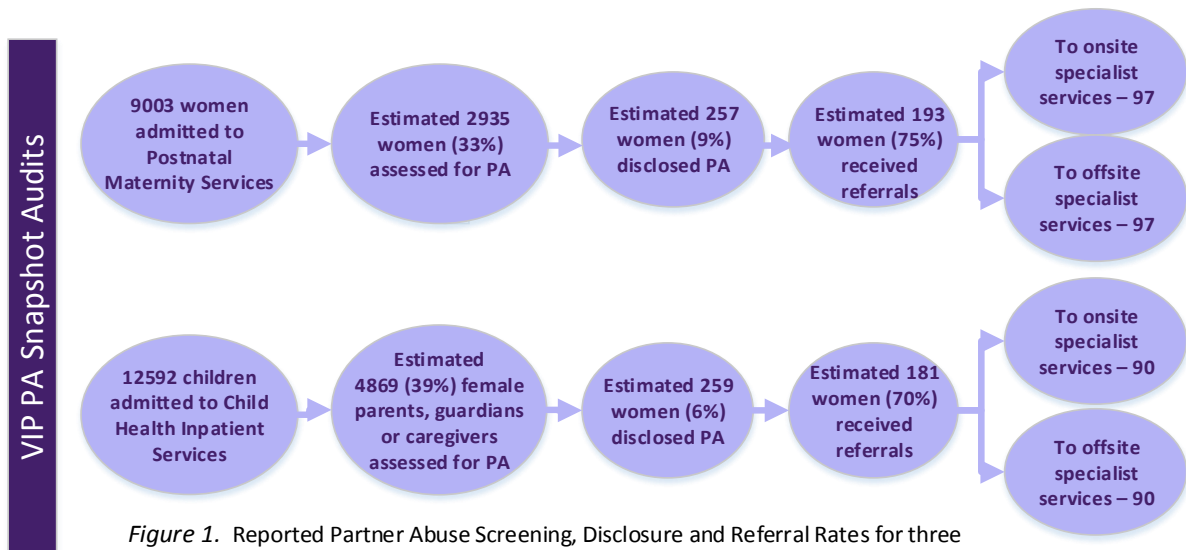 VIP PA Snapshot Audits
9003 women
admitted to
Postnatal
Maternity Services
Estimated 2935
women (33%)
assessed for PA
Estimated 257
women (9%)
disclosed PA
Estimated 193
women (75%)
received
referrals
To onsite
specialist
services – 97
To offsite
specialist
services – 97
12592 children
admitted to Child
Health Inpatient
Services
Estimated
4869 (39%) female
parents, guardians
or caregivers
assessed for PA
Estimated 259
women (6%)
disclosed PA
Estimated 181
women (70%)
received
referrals
To onsite
specialist
services – 90
To offsite
specialist
services – 90
Figure 1. Reported Partner Abuse Screening, Disclosure and Referral Rates for three